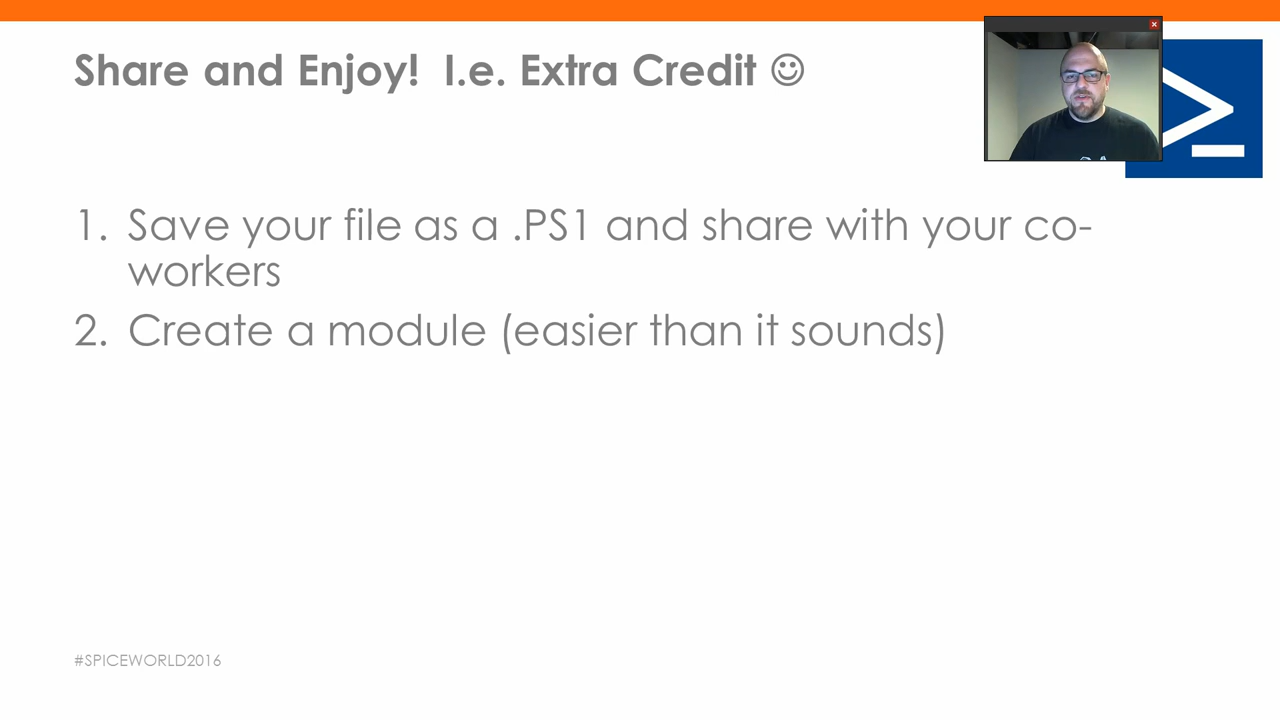 Share and Enjoy! I.e. Extra Credit ☺
1. Save your file as a .PS1 and share with your co-
workers
2. Create a module (easier than it sounds)
#SPICEWORLD2016